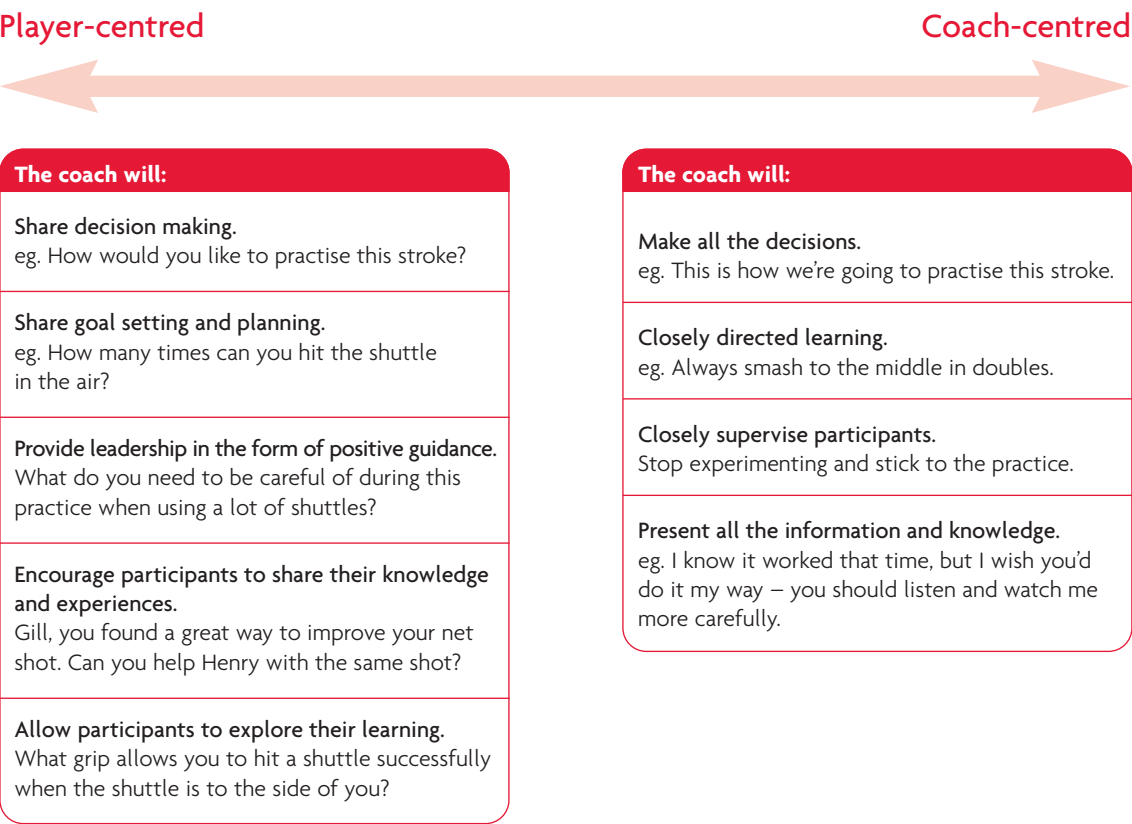 Player-centred
Coach-centred
The coach will:
Share decision making.
eg. How would you like to practise this stroke?
Share goal setting and planning.
eg. How many times can you hit the shuttle
in the air?
Provide leadership in the form of positive guidance.
What do you need to be careful of during this
practice when using a lot of shuttles?
Encourage participants to share their knowledge
and experiences.
Gill, you found a great way to improve your net
shot. Can you help Henry with the same shot?
Allow participants to explore their learning.
What grip allows you to hit a shuttle successfully
when the shuttle is to the side of you?
The coach will:
Make all the decisions.
eg. This is how we’re going to practise this stroke.
Closely directed learning.
eg. Always smash to the middle in doubles.
Closely supervise participants.
Stop experimenting and stick to the practice.
Present all the information and knowledge.
eg. I know it worked that time, but I wish you’d
do it my way – you should listen and watch me
more carefully.